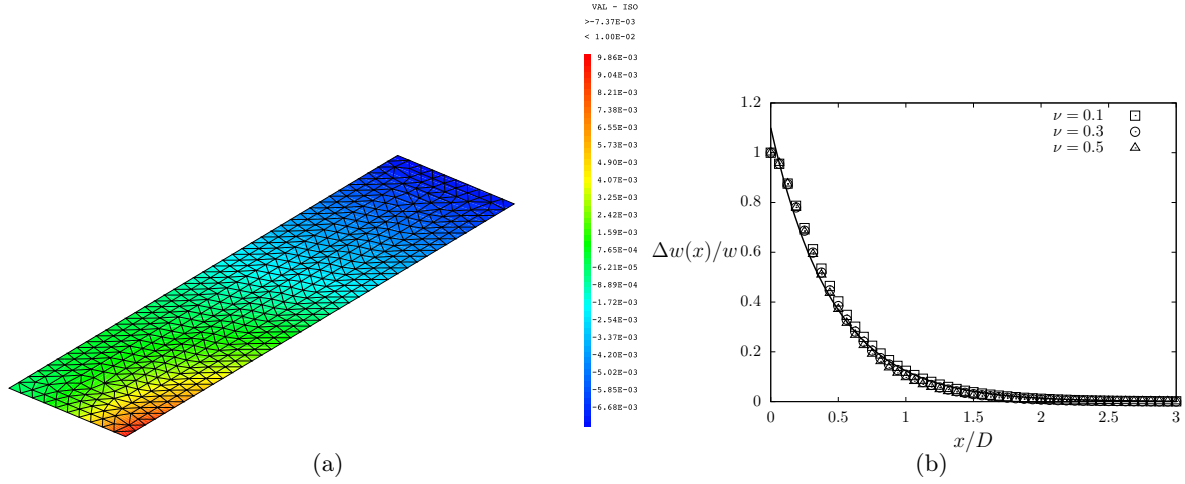 VAL - ISO
>-7.37E-03
< 1.00E-02
9.86E-03
9.04E-03
8.21E-03
7.38E-03
6.55E-03
5.73E-03
4.90E-03
4.07E-03
3.25E-03
2.42E-03
1.59E-03
7.65E-04
-6.21E-05
-8.89E-04
-1.72E-03
-2.54E-03
-3.37E-03
-4.20E-03
-5.02E-03
-5.85E-03
-6.68E-03
(a)
1.2
1
0.8
0.6
0.4
0.2
0
Δw(x)/w
ν = 0.1
ν = 0.3
ν = 0.5
0 0.5 1 1.5 2 2.5 3
x/D
(b)